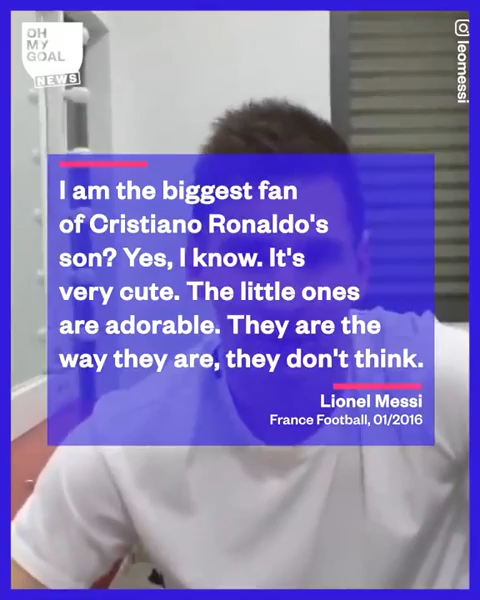 OH
MY
GOAL
NEWS
leomessi
I am the biggest fan
of Cristiano Ronaldo's
son? Yes, I know. It's
very cute. The little ones
are adorable. They are the
way they are, they don't think.
Lionel Messi
France Football, 01/2016